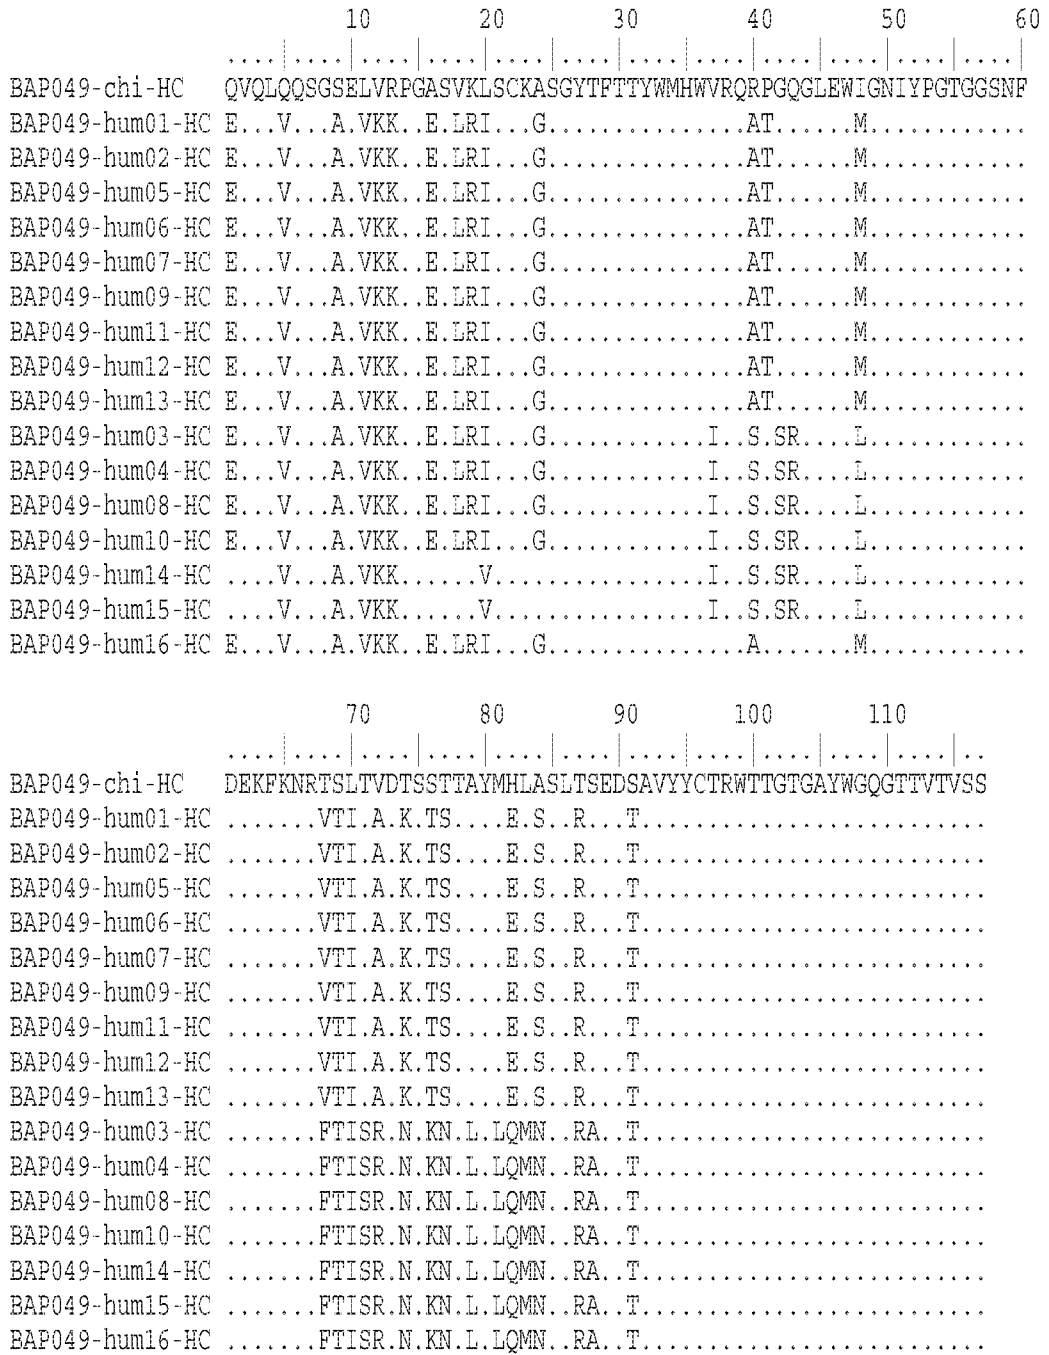 10 20 30 40 50 60
....|....|....|....|....|....|....|....|....|....|....|....|
BAP049-chi-HC QVQLQQSGSELVRPGASVKLSCKASGYTFTTYWMHWVRQRPGQGLEWIGNIYPGTGGSNF
BAP049-hum01-HC E...V...A.VKK..E.LRI...G...............AT......M............
BAP049-hum02-HC E...V...A.VKK..E.LRI...G...............AT......M............
BAP049-hum05-HC E...V...A.VKK..E.LRI...G...............AT......M............
BAP049-hum06-HC E...V...A.VKK..E.LRI...G...............AT......M............
BAP049-hum07-HC E...V...A.VKK..E.LRI...G...............AT......M............
BAP049-hum09-HC E...V...A.VKK..E.LRI...G...............AT......M............
BAP049-hum11-HC E...V...A.VKK..E.LRI...G...............AT......M............
BAP049-hum12-HC E...V...A.VKK..E.LRI...G...............AT......M............
BAP049-hum13-HC E...V...A.VKK..E.LRI...G...............AT......M............
BAP049-hum03-HC E...V...A.VKK..E.LRI...G............I..S.SR....L............
BAP049-hum04-HC E...V...A.VKK..E.LRI...G............I..S.SR....L............
BAP049-hum08-HC E...V...A.VKK..E.LRI...G............I..S.SR....L............
BAP049-hum10-HC E...V...A.VKK..E.LRI...G............I..S.SR....L............
BAP049-hum14-HC ....V...A.VKK......V................I..S.SR....L............
BAP049-hum15-HC ....V...A.VKK......V................I..S.SR....L............
BAP049-hum16-HC E...V...A.VKK..E.LRI...G...............A.......M............
70 80 90 100 110
....|....|....|....|....|....|....|....|....|....|....|..
BAP049-chi-HC DEKFKNRTSLTVDTSSTTAYMHLASLTSEDSAVYYCTRWTTGTGAYWGQGTTVTVSS
BAP049-hum01-HC .......VTI.A.K.TS....E.S..R...T..........................
BAP049-hum02-HC .......VTI.A.K.TS....E.S..R...T..........................
BAP049-hum05-HC .......VTI.A.K.TS....E.S..R...T..........................
BAP049-hum06-HC .......VTI.A.K.TS....E.S..R...T..........................
BAP049-hum07-HC .......VTI.A.K.TS....E.S..R...T..........................
BAP049-hum09-HC .......VTI.A.K.TS....E.S..R...T..........................
BAP049-hum11-HC .......VTI.A.K.TS....E.S..R...T..........................
BAP049-hum12-HC .......VTI.A.K.TS....E.S..R...T..........................
BAP049-hum13-HC .......VTI.A.K.TS....E.S..R...T..........................
BAP049-hum03-HC .......FTISR.N.KN.L.LQMN..RA..T..........................
BAP049-hum04-HC .......FTISR.N.KN.L.LQMN..RA..T..........................
BAP049-hum08-HC .......FTISR.N.KN.L.LQMN..RA..T..........................
BAP049-hum10-HC .......FTISR.N.KN.L.LQMN..RA..T..........................
BAP049-hum14-HC .......FTISR.N.KN.L.LQMN..RA..T..........................
BAP049-hum15-HC .......FTISR.N.KN.L.LQMN..RA..T..........................
BAP049-hum16-HC .......FTISR.N.KN.L.LQMN..RA..T..........................